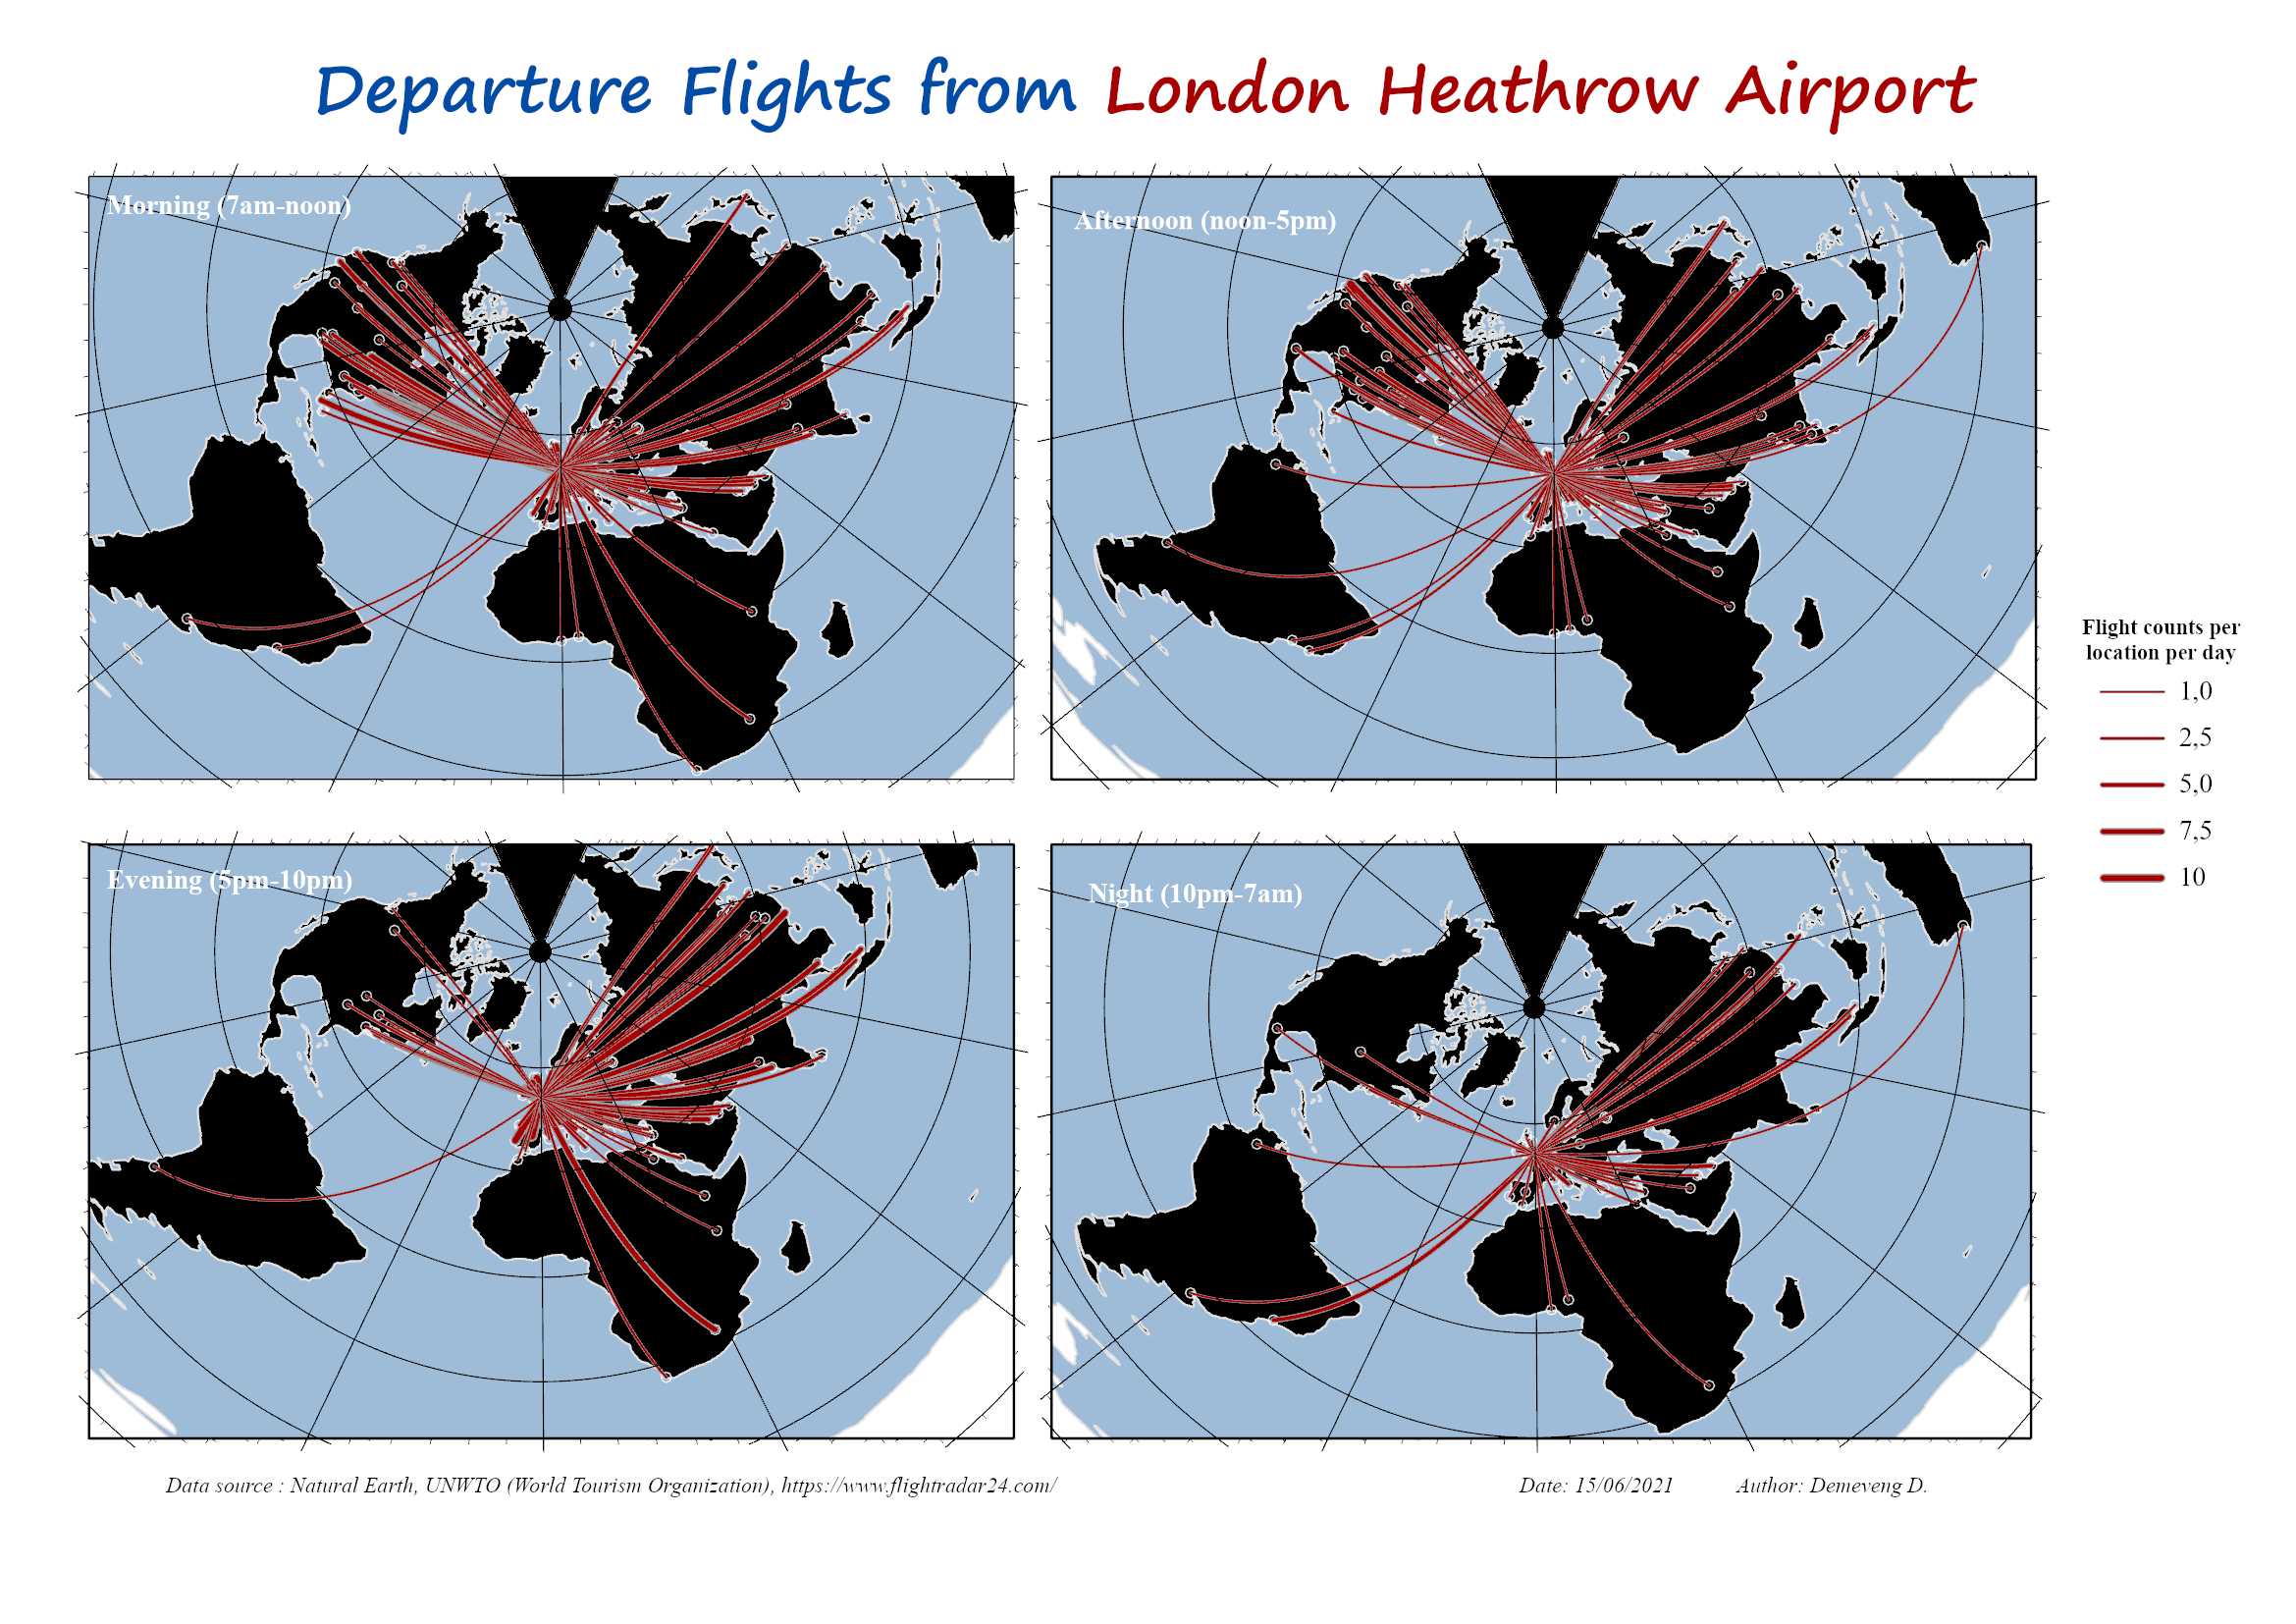 Departure Flights from London Heathrow Airport
Morning (7am-noon)
Afternoon (noon-5pm)
Flight counts per
location per day
1,0
2,5
5,0
7,5
10
Evening (5pm-10pm)
Night (10pm-7am)
Data source : Natural Earth, UNWTO (World Tourism Organization), https://www.flightradar24.com/
Date: 15/06/2021
Author: Demeveng D.